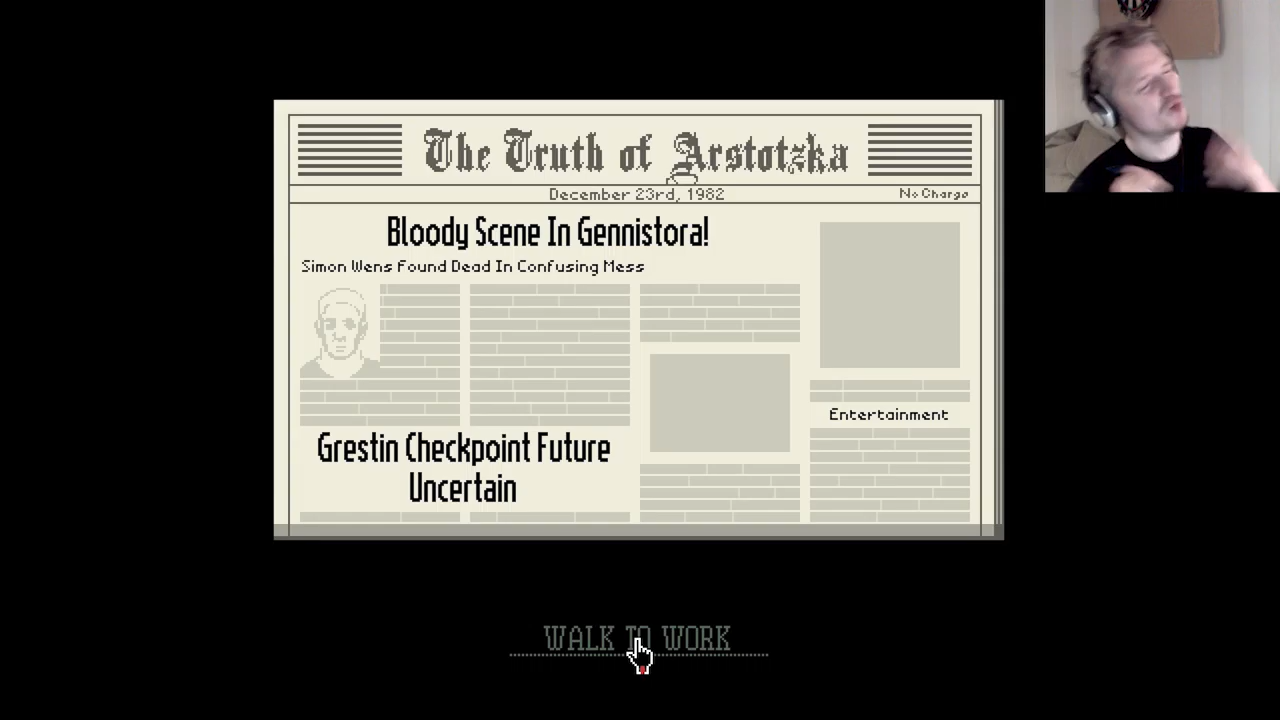 The Truth of Arstotzka
December 23rd, 1982
No Charge
Bloody Scene In Gennistora!
Simon Wens Found Dead In Confusing Mess
Entertainment
Grestin Checkpoint Future
Uncertain
WALK TO WORK